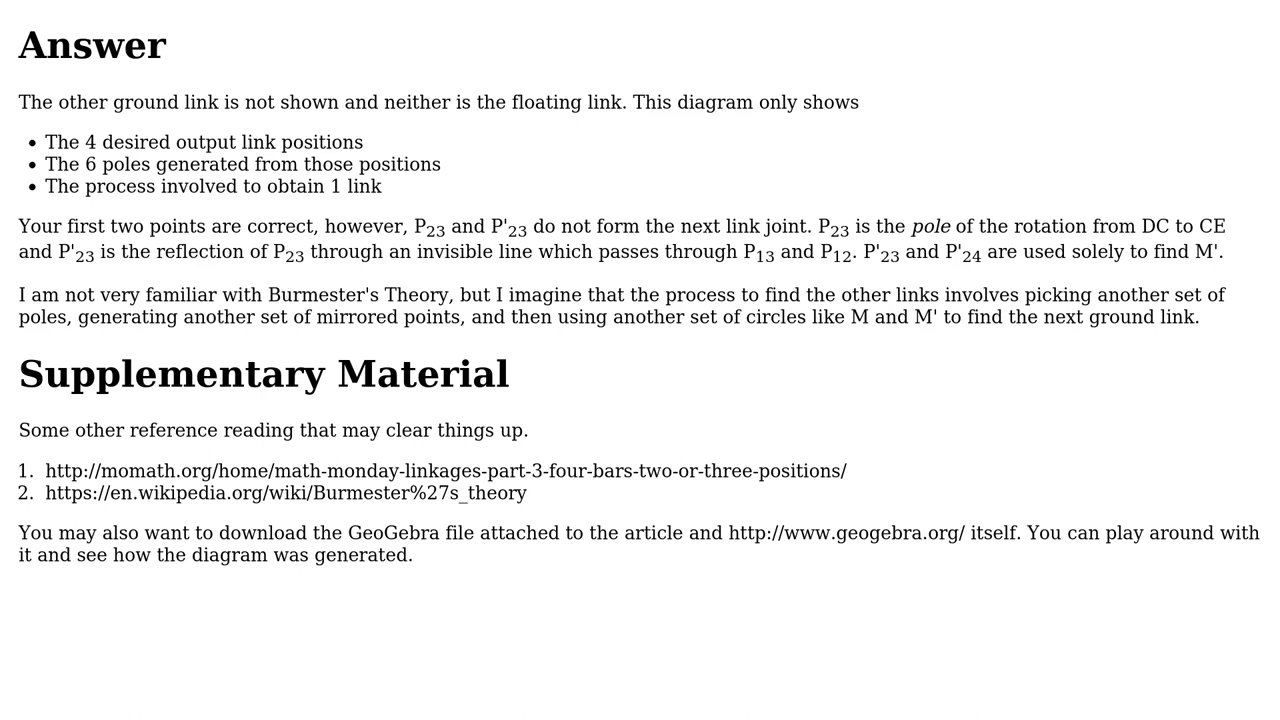 Answer
The other ground link is not shown and neither is the floating link. This diagram only shows
• The 4 desired output link positions
• The 6 poles generated from those positions
• The process involved to obtain 1 link
Your first two points are correct, however, P23 and P'23 do not form the next link joint. P23 is the pole of the rotation from DC to CE
and P'23 is the reflection of P23 through an invisible line which passes through P13 and P12. P'23 and P'24 are used solely to find M'.
I am not very familiar with Burmester's Theory, but I imagine that the process to find the other links involves picking another set of
poles, generating another set of mirrored points, and then using another set of circles like M and M' to find the next ground link.
Supplementary Material
Some other reference reading that may clear things up.
1. http://momath.org/home/math-monday-linkages-part-3-four-bars-two-or-three-positions/
2. https://en.wikipedia.org/wiki/Burmester%27s_theory
You may also want to download the GeoGebra file attached to the article and http://www.geogebra.org/ itself. You can play around with
it and see how the diagram was generated.